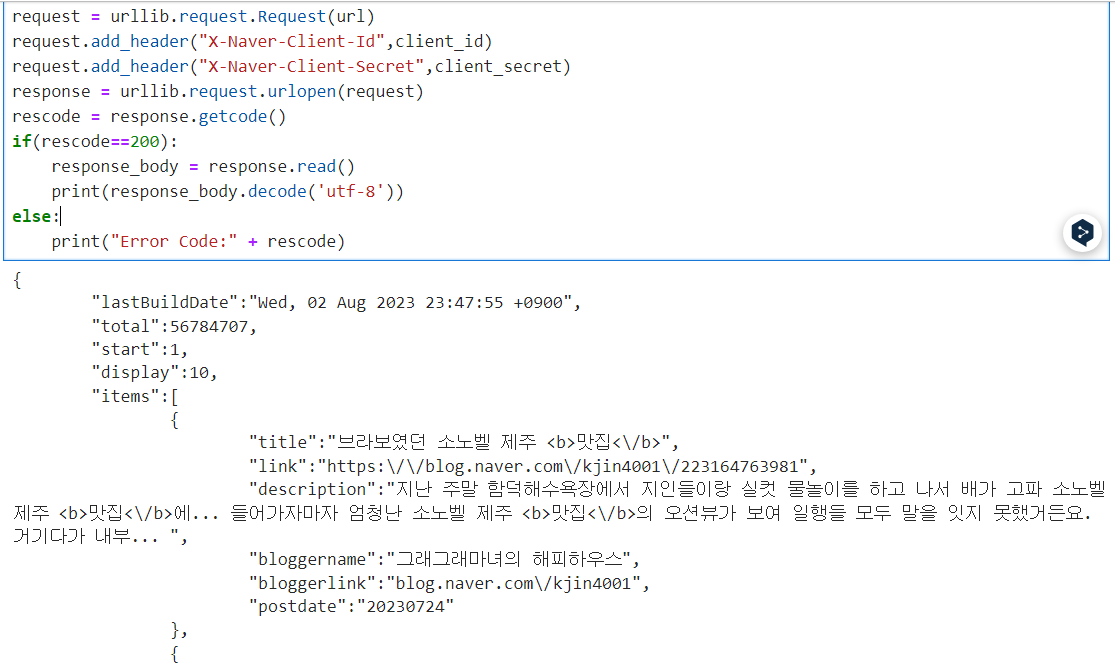 request = urllib.request.Request(url)
request.add_header("X-Naver-Client-Id",client_id)
request.add_header("X-Naver-Client-Secret",client_secret)
response = urllib.request.urlopen(request)
rescode = response.getcode()
if(rescode==200):
    response_body = response.read()
    print(response_body.decode('utf-8'))
else:
    print("Error Code:" + rescode)
{
        "lastBuildDate":"Wed, 02 Aug 2023 23:47:55 +0900",
        "total":56784707,
        "start":1,
        "display":10,
        "items":[
                {
                        "title":"브라보였던 소노벨 제주 <b>맛집<\/b>",
                        "link":"https:\/\/blog.naver.com\/kjin4001\/223164763981",
                        "description":"지난 주말 함덕해수욕장에서 지인들이랑 실컷 물놀이를 하고 나서 배가 고파 소노벨
제주 <b>맛집<\/b>에... 들어가자마자 엄청난 소노벨 제주 <b>맛집<\/b>의 오션뷰가 보여 일행들 모두 말을 잇지 못했거든요.
거기다가 내부... ",
                        "bloggername":"그래그래마녀의 해피하우스",
                        "bloggerlink":"blog.naver.com\/kjin4001",
                        "postdate":"20230724"
                },
                {